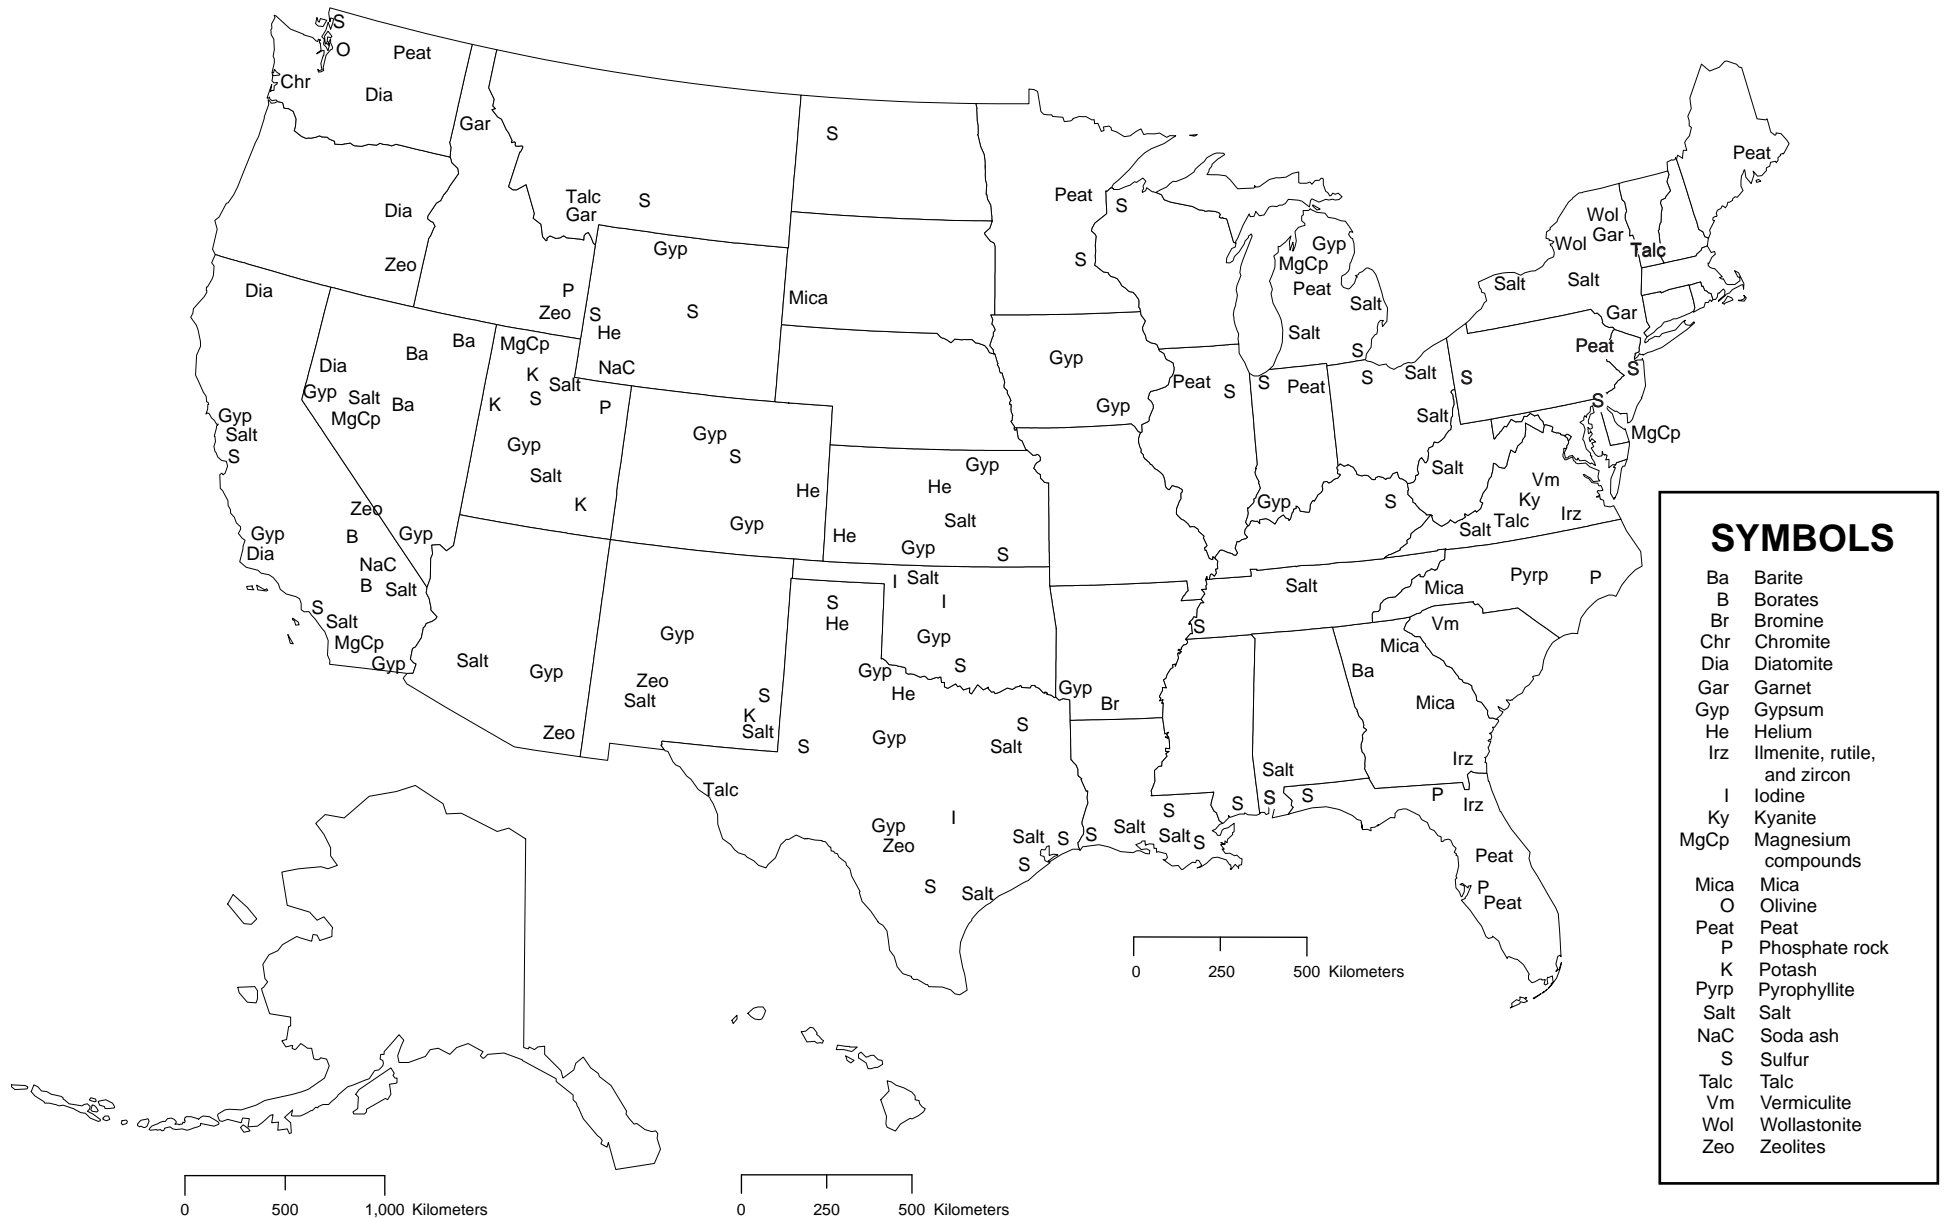 S
O
Peat
Chr
Dia
Gar
S
Peat
Talc
S
Peat
S
Gar
Dia
Wol
Gar
Gyp
Gyp
Wol
Talc
Zeo
S
MgCp
Salt
Salt
Dia
P
Mica
Peat
Salt
Zeo
S
S
Gar
He
Salt
Ba
Ba
MgCp
Gyp
S
Peat
Dia
NaC
S
K
Salt
Peat
S
S
Peat
S
Salt
S
Gyp
Salt
Ba
K
S
P
Gyp
S
MgCp
Salt
Gyp
Gyp
MgCp
Salt
Gyp
S
S
Gyp
Salt
K
He
He
Gyp
Salt
Gyp
S
Vm
Ky
Zeo
Salt
Talc
Irz
Gyp
B
Gyp
Gyp
He
Gyp
S
Salt
Dia
NaC
B
Salt
I
Salt
Salt
Mica
Pyrp
P
S
I
S
Salt
He
Gyp
S
Vm
MgCp
Gyp
Gyp
S
Mica
Salt
Gyp
Gyp
Ba
Zeo
Salt
S
He
Gyp
Br
Mica
K
Salt
S
Zeo
S
Gyp
Salt
Irz
Talc
Salt
S
S
S
S
P
Irz
I
Gyp
Zeo
Salt
S
S
Salt
Salt
S
S
Peat
S
Salt
P
Peat
0
250
500 Kilometers
0
500
1,000 Kilometers
0
250
500 Kilometers
SYMBOLS
Ba Barite
B Borates
Br Bromine
Chr Chromite
Dia Diatomite
Gar Garnet
Gyp Gypsum
He Helium
Irz Ilmenite, rutile,
and zircon
I Iodine
Ky Kyanite
MgCp Magnesium
compounds
Mica Mica
O Olivine
Peat Peat
P Phosphate rock
K Potash
Pyrp Pyrophyllite
Salt Salt
NaC Soda ash
S Sulfur
Talc Talc
Vm Vermiculite
Wol Wollastonite
Zeo Zeolites